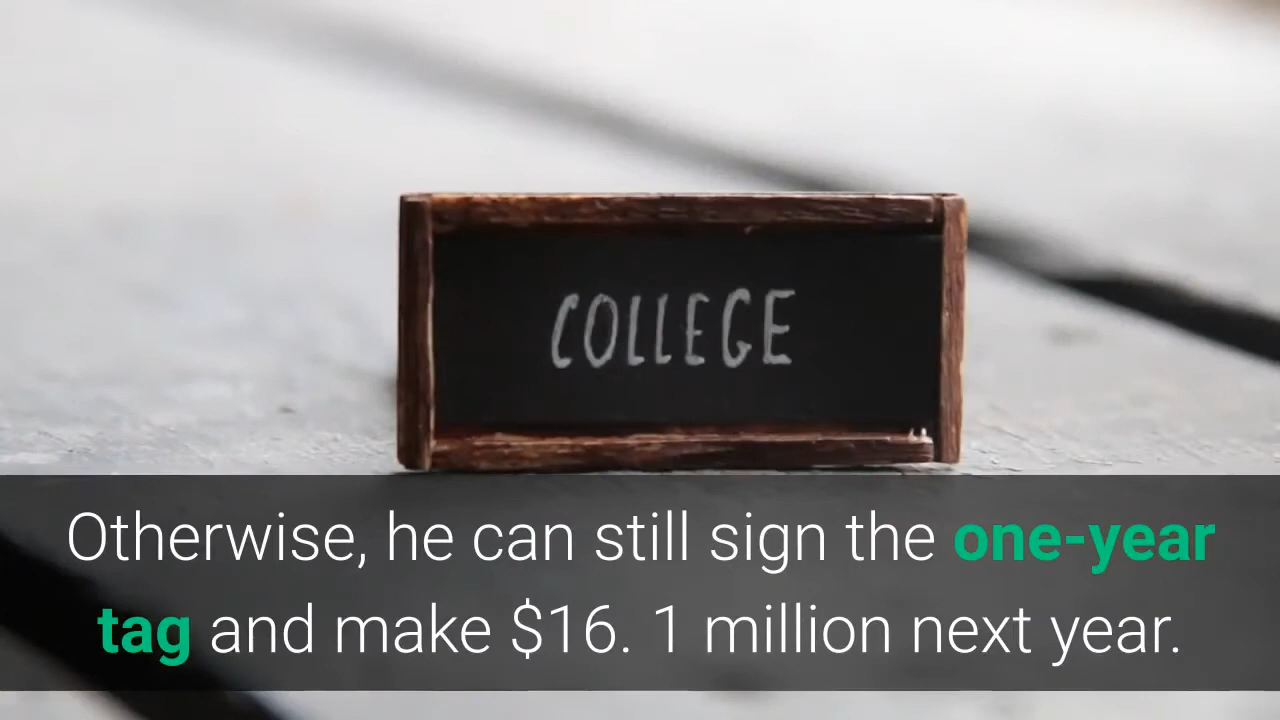 COLLEGE
Otherwise, he can still sign the one-year
tag and make $16. 1 million next year.